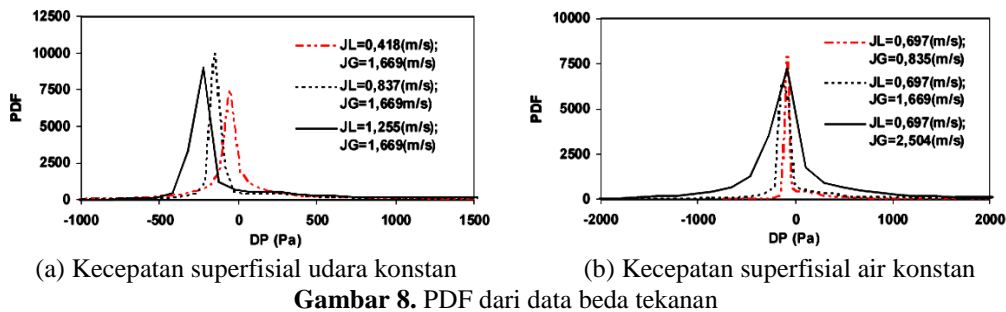 12500
10000
7500
5000
2500
0
PDF
-1000
-500
0
500
1000
1500
DP (Pa)
JL=0,418(m/s);
JG=1,669(m/s)
JL=0,837(m/s);
JG=1,669(m/s)
JL=1,255(m/s);
JG=1,669(m/s)
10000
7500
5000
2500
0
PDF
-2000
-1000
0
1000
2000
DP (Pa)
JL=0,697(m/s);
JG=0,835(m/s)
JL=0,697(m/s);
JG=1,669(m/s)
JL=0,697(m/s);
JG=2,504(m/s)
(a) Kecepatan superfisial udara konstan
(b) Kecepatan superfisial air konstan
Gambar 8. PDF dari data beda tekanan